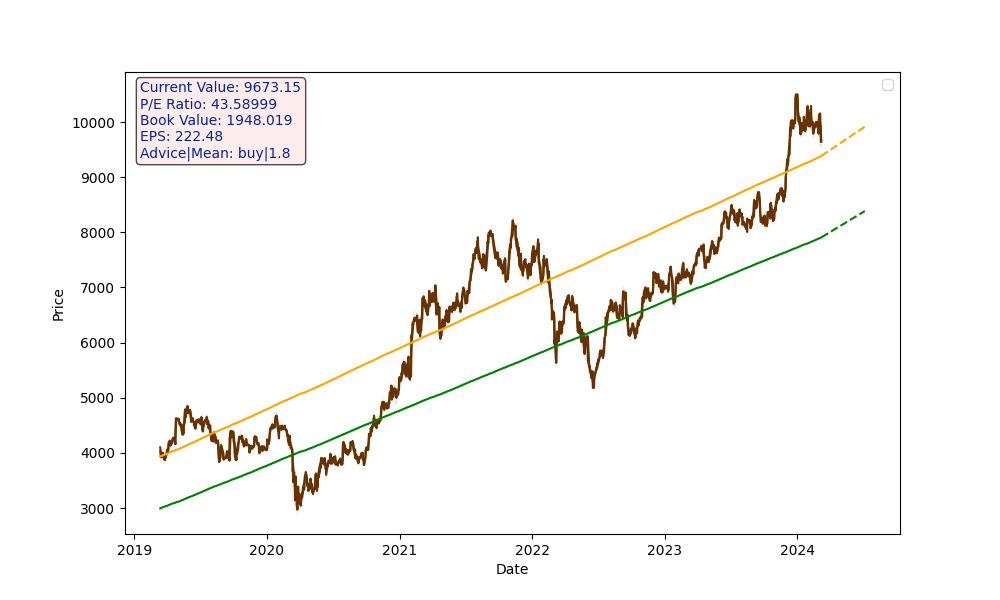 Current Value: 9673.15
P/E Ratio: 43.58999
Book Value: 1948.019
EPS: 222.48
Advice|Mean: buy|1.8
10000
9000
8000
7000
6000
5000
4000
3000
Price
2019 2020 2021 2022 2023 2024
Date